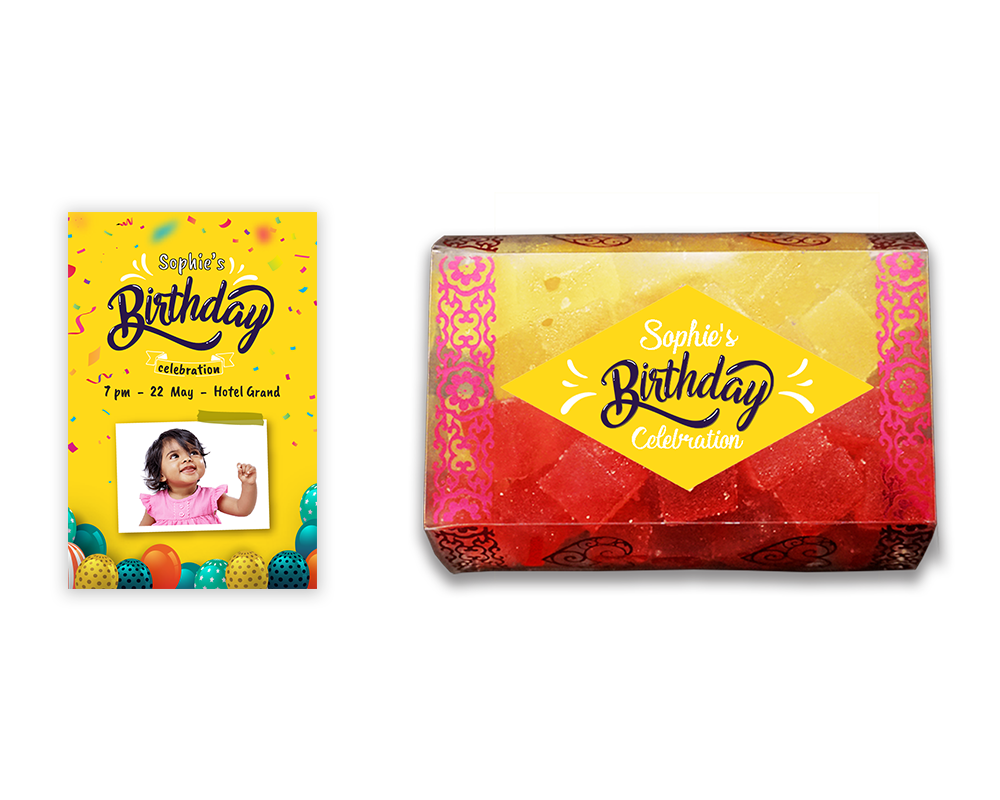 Sophie's
Birthday
celebration
7 pm - 22 May - Hotel Grand
Sophie's
Birthday
Celebration